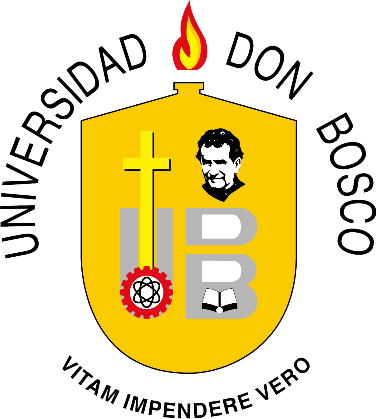 UNIVERSIDAD DON BOSCO
UDB
VITAM IMPENDERE VERO